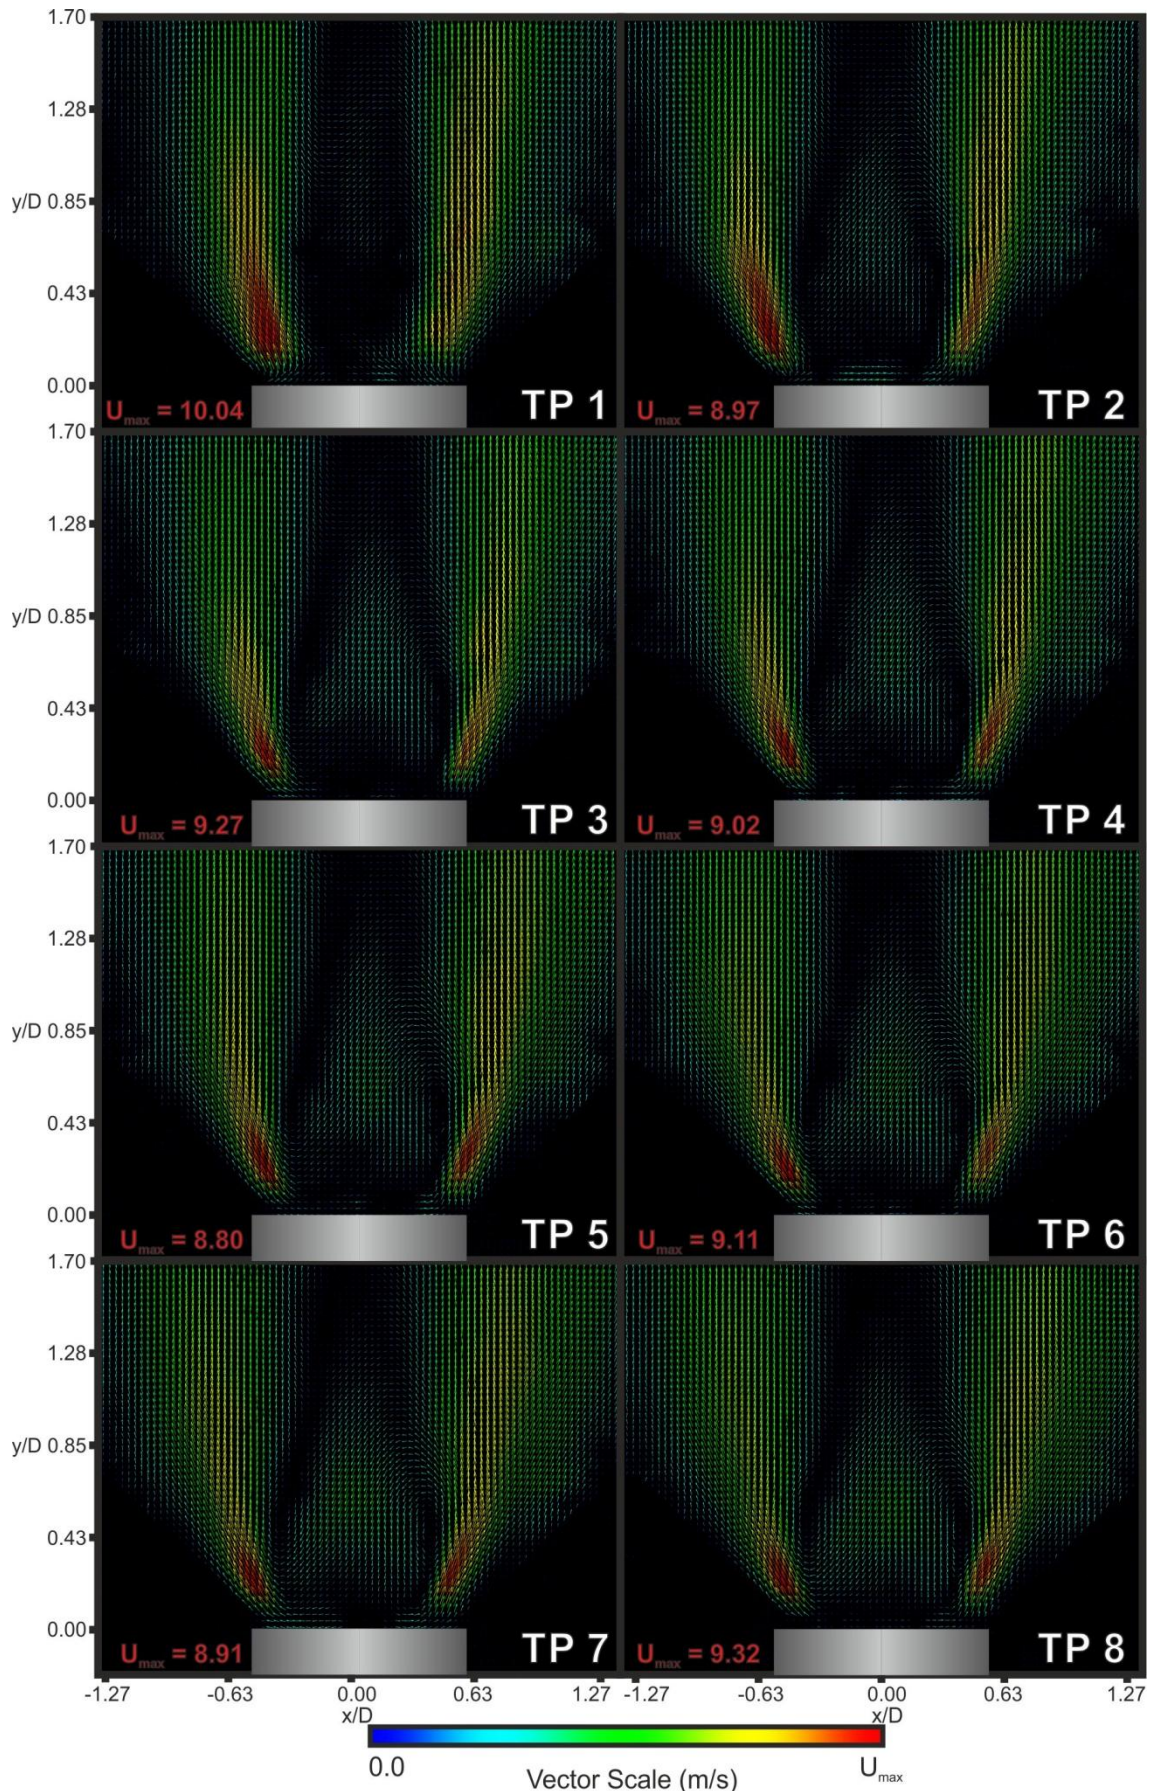 1.70
1.28
y/D 0.85
0.43
0.00
Umax = 10.04 TP 1
Umax = 8.97 TP 2
1.70
1.28
y/D 0.85
0.43
0.00
Umax = 9.27 TP 3
Umax = 9.02 TP 4
1.70
1.28
y/D 0.85
0.43
0.00
Umax = 8.80 TP 5
Umax = 9.11 TP 6
1.70
1.28
y/D 0.85
0.43
0.00
Umax = 8.91 TP 7
Umax = 9.32 TP 8
-1.27 -0.63 0.00 0.63 1.27 -1.27 -0.63 0.00 0.63 1.27
x/D x/D
0.0 Umax
Vector Scale (m/s)